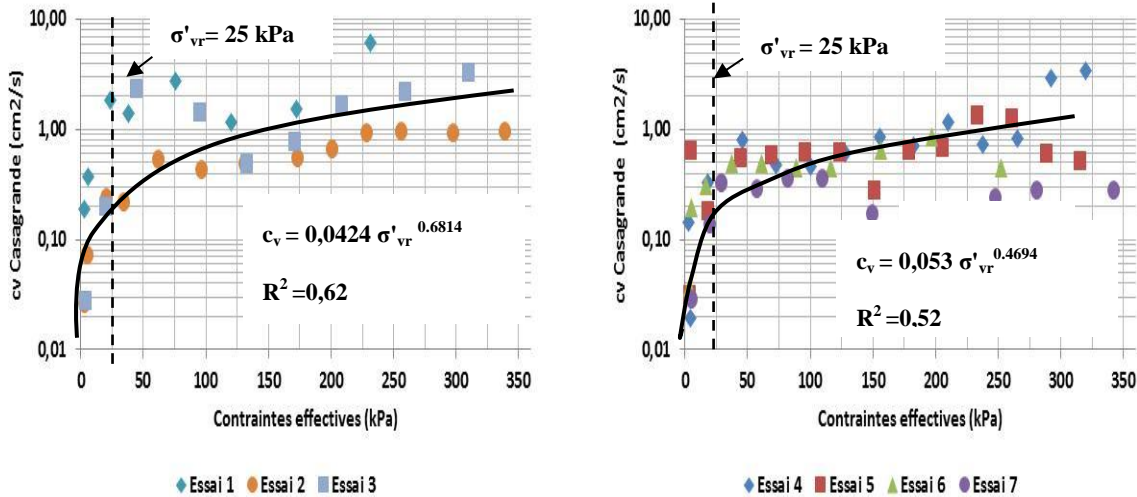 10,00
1,00
0,10
0,01
cv Casagrande (cm2/s)
σ'vr= 25 kPa
cv = 0,0424 σ'vr 0.6814
R2 =0,62
0 50 100 150 200 250 300 350
Contraintes effectives (kPa)
Essai 1 Essai 2 Essai 3
10,00
1,00
0,10
0,01
cv Casagrande (cm2/s)
σ'vr= 25 kPa
cv = 0,053 σ'vr0.4694
R2 =0,52
0 50 100 150 200 250 300 350
Contraintes effectives (kPa)
Essai 4 Essai 5 Essai 6 Essai 7